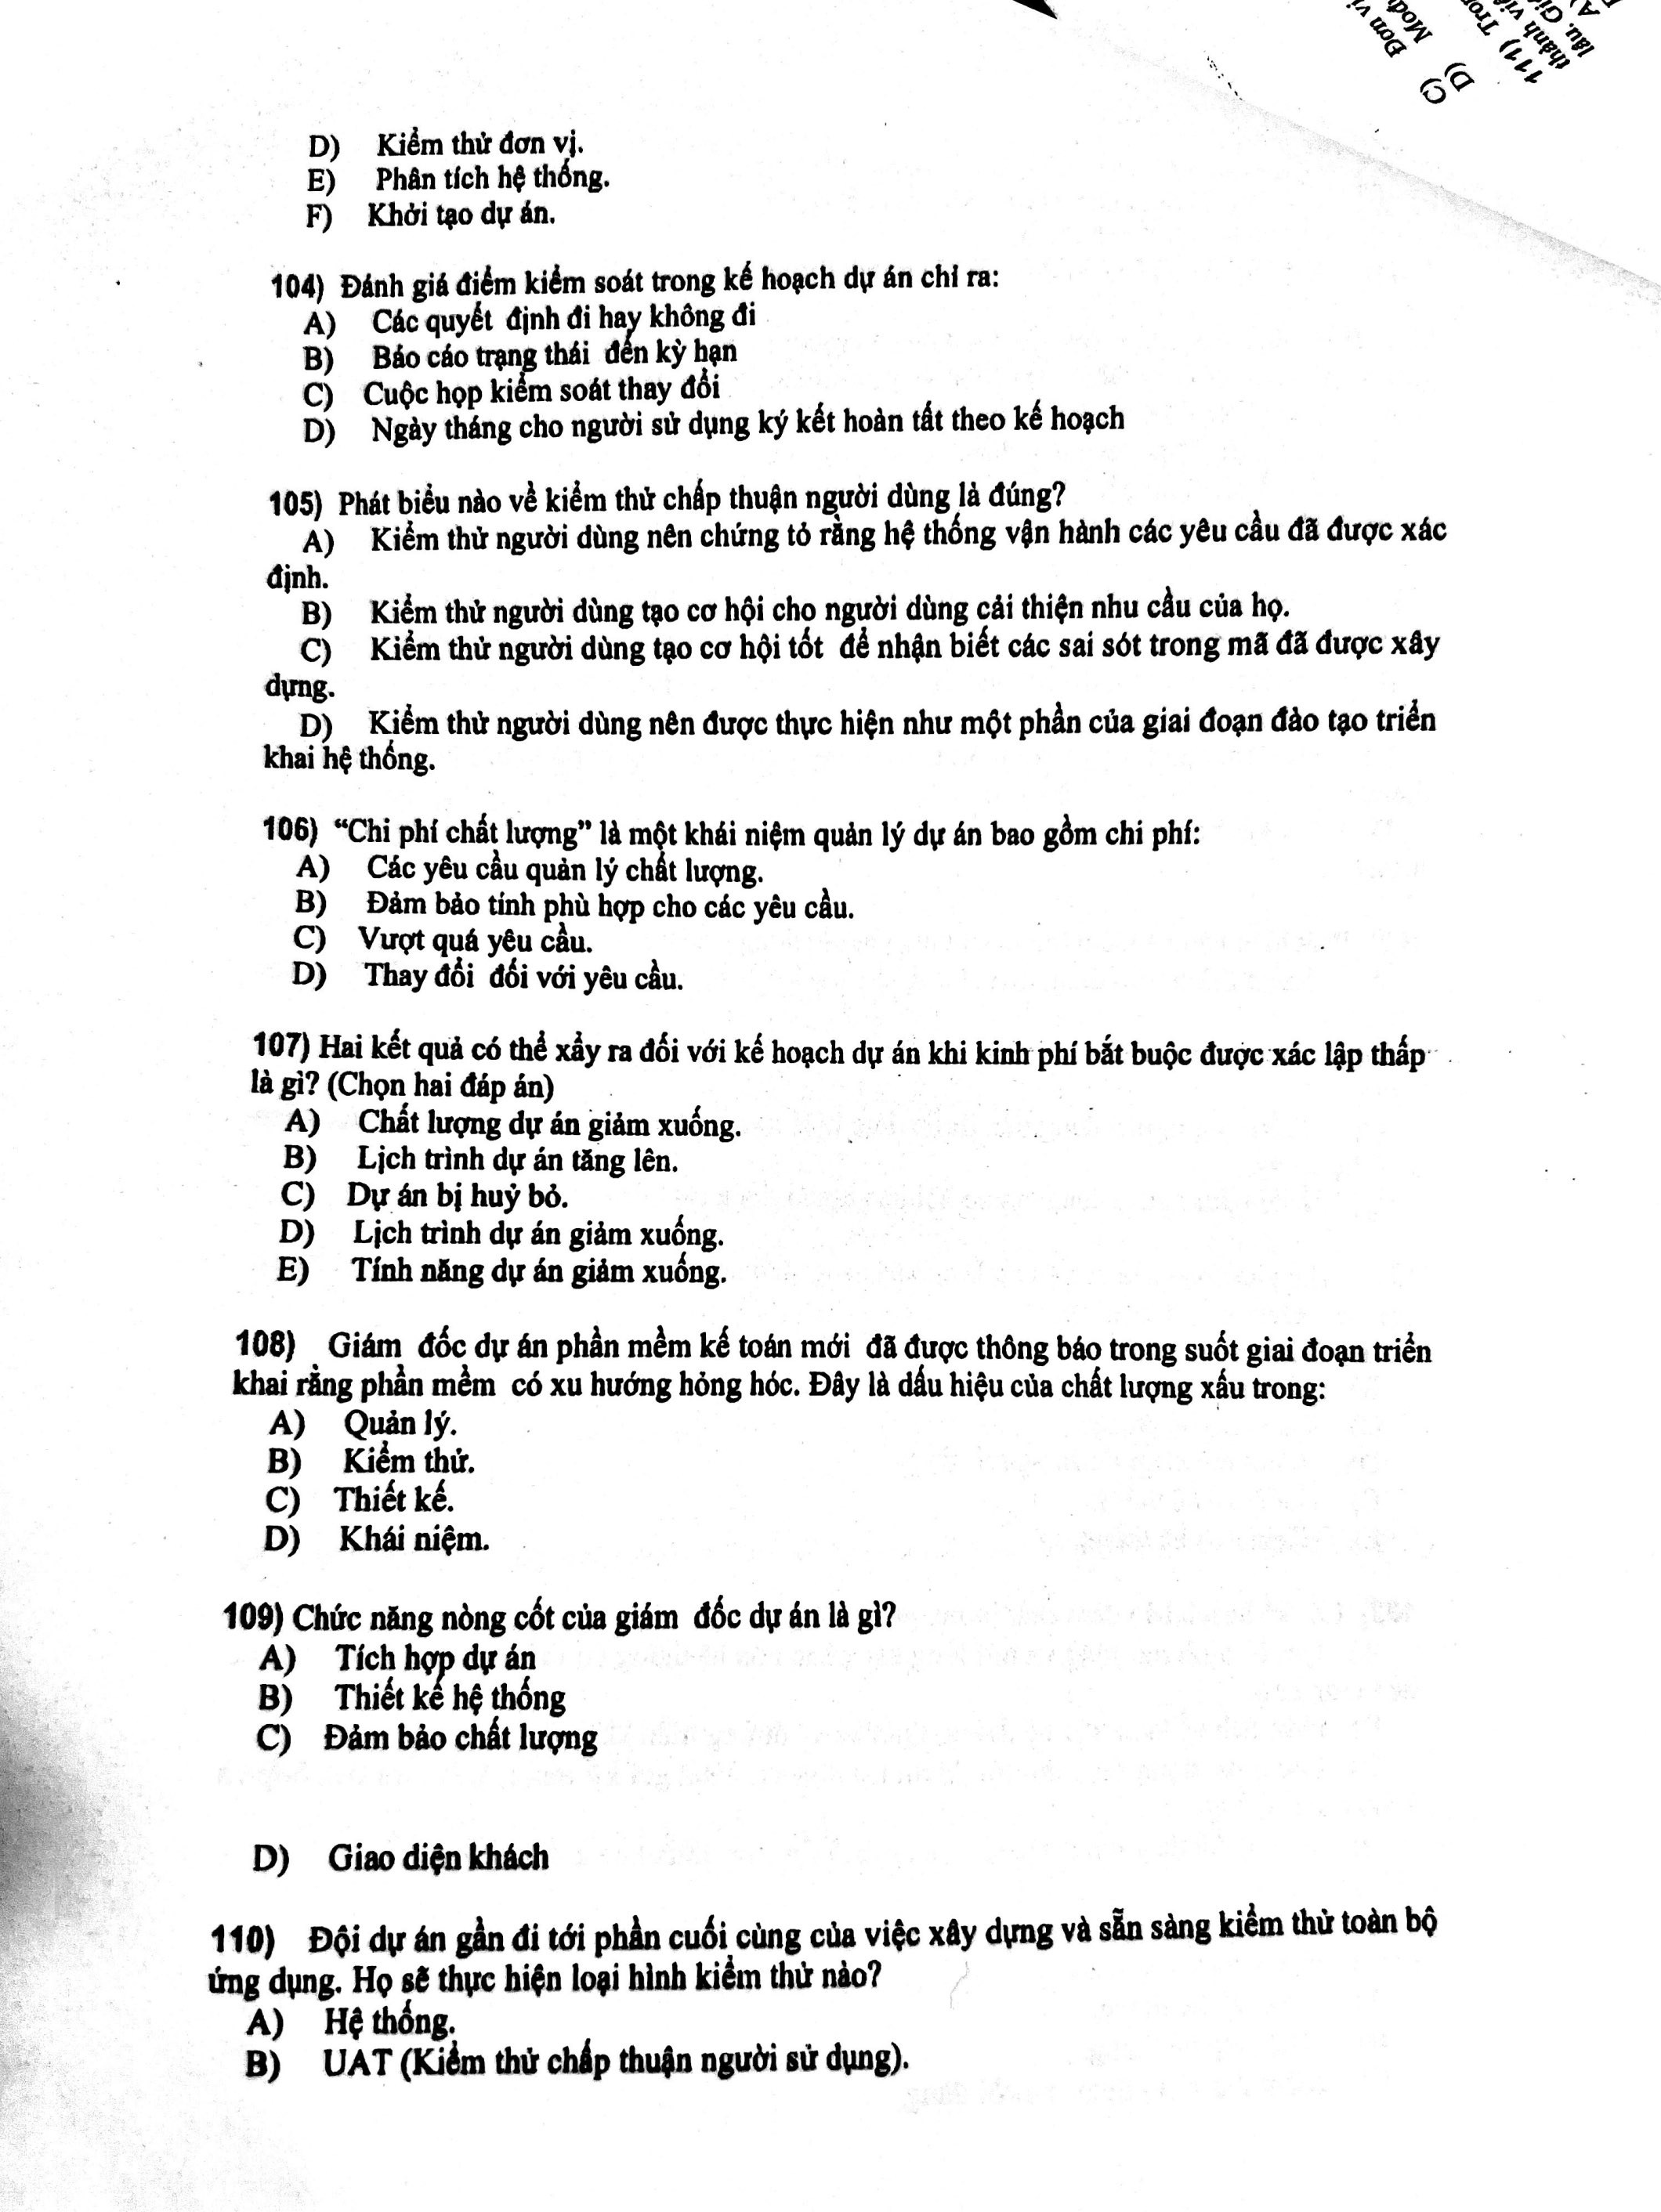 C) Đơn vị
D) Mod
111) Tron
thành viê
lâu. Giá
A)
D) Kiểm thử đơn vị.
E) Phân tích hệ thống.
F) Khởi tạo dự án.
104) Đánh giá điểm kiểm soát trong kế hoạch dự án chỉ ra:
A) Các quyết định đi hay không đi
B) Báo cáo trạng thái đến kỳ hạn
C) Cuộc họp kiểm soát thay đổi
D) Ngày tháng cho người sử dụng ký kết hoàn tất theo kế hoạch
105) Phát biểu nào về kiểm thử chấp thuận người dùng là đúng?
A) Kiểm thử người dùng nên chứng tỏ rằng hệ thống vận hành các yêu cầu đã được xác
định.
B) Kiểm thử người dùng tạo cơ hội cho người dùng cải thiện nhu cầu của họ.
C) Kiểm thử người dùng tạo cơ hội tốt để nhận biết các sai sót trong mã đã được xây
dựng.
D) Kiểm thử người dùng nên được thực hiện như một phần của giai đoạn đào tạo triển
khai hệ thống.
106) “Chi phí chất lượng” là một khái niệm quản lý dự án bao gồm chi phí:
A) Các yêu cầu quản lý chất lượng.
B) Đảm bảo tính phù hợp cho các yêu cầu.
C) Vượt quá yêu cầu.
D) Thay đổi đối với yêu cầu.
107) Hai kết quả có thể xẩy ra đối với kế hoạch dự án khi kinh phí bắt buộc được xác lập thấp
là gì? (Chọn hai đáp án)
A) Chất lượng dự án giảm xuống.
B) Lịch trình dự án tăng lên.
C) Dự án bị huỷ bỏ.
D) Lịch trình dự án giảm xuống.
E) Tính năng dự án giảm xuống.
108) Giám đốc dự án phần mềm kế toán mới đã được thông báo trong suốt giai đoạn triển
khai rằng phần mềm có xu hướng hỏng hóc. Đây là dấu hiệu của chất lượng xấu trong:
A) Quản lý.
B) Kiểm thử.
C) Thiết kế.
D) Khái niệm.
109) Chức năng nòng cốt của giám đốc dự án là gì?
A) Tích hợp dự án
B) Thiết kế hệ thống
C) Đảm bảo chất lượng
D) Giao diện khách
110) Đội dự án gần đi tới phần cuối cùng của việc xây dựng và sẵn sàng kiểm thử toàn bộ
ứng dụng. Họ sẽ thực hiện loại hình kiểm thử nào?
A) Hệ thống.
B) UAT (Kiểm thử chấp thuận người sử dụng).